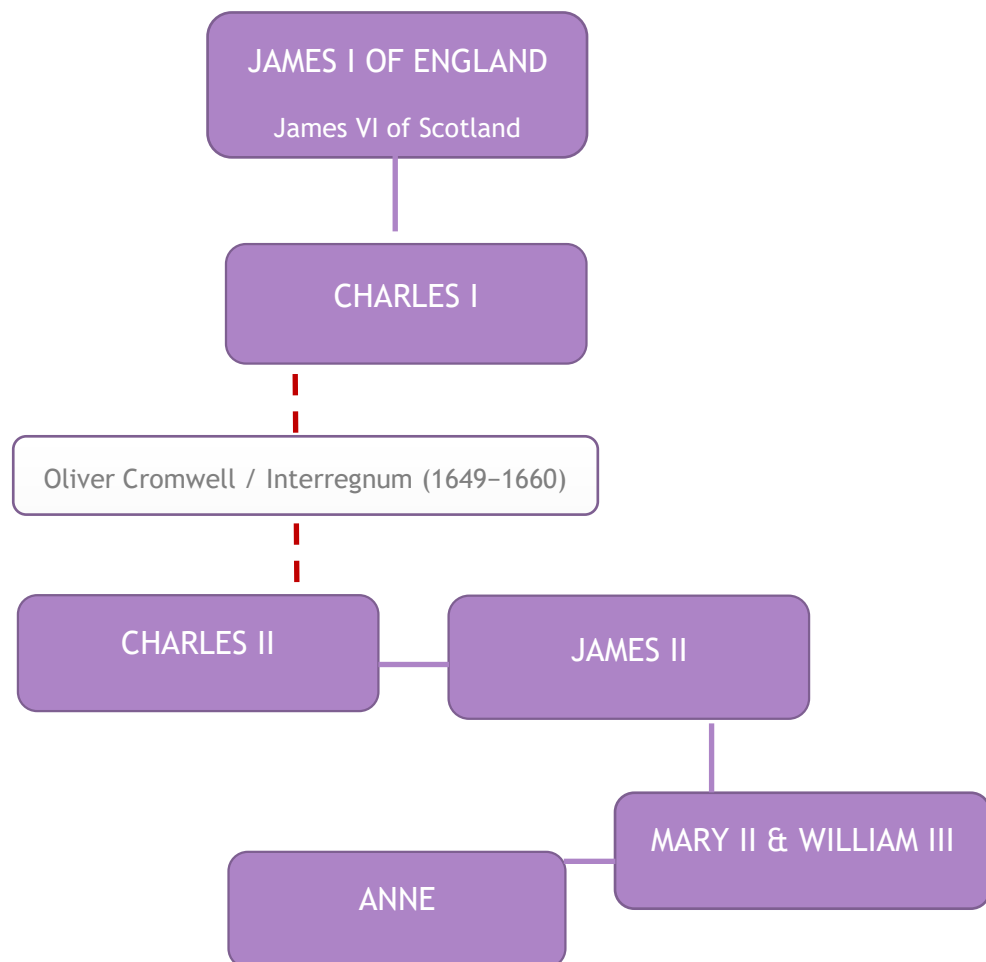 JAMES I OF ENGLAND
James VI of Scotland
CHARLES I
Oliver Cromwell / Interregnum (1649–1660)
CHARLES II
JAMES II
MARY II & WILLIAM III
ANNE